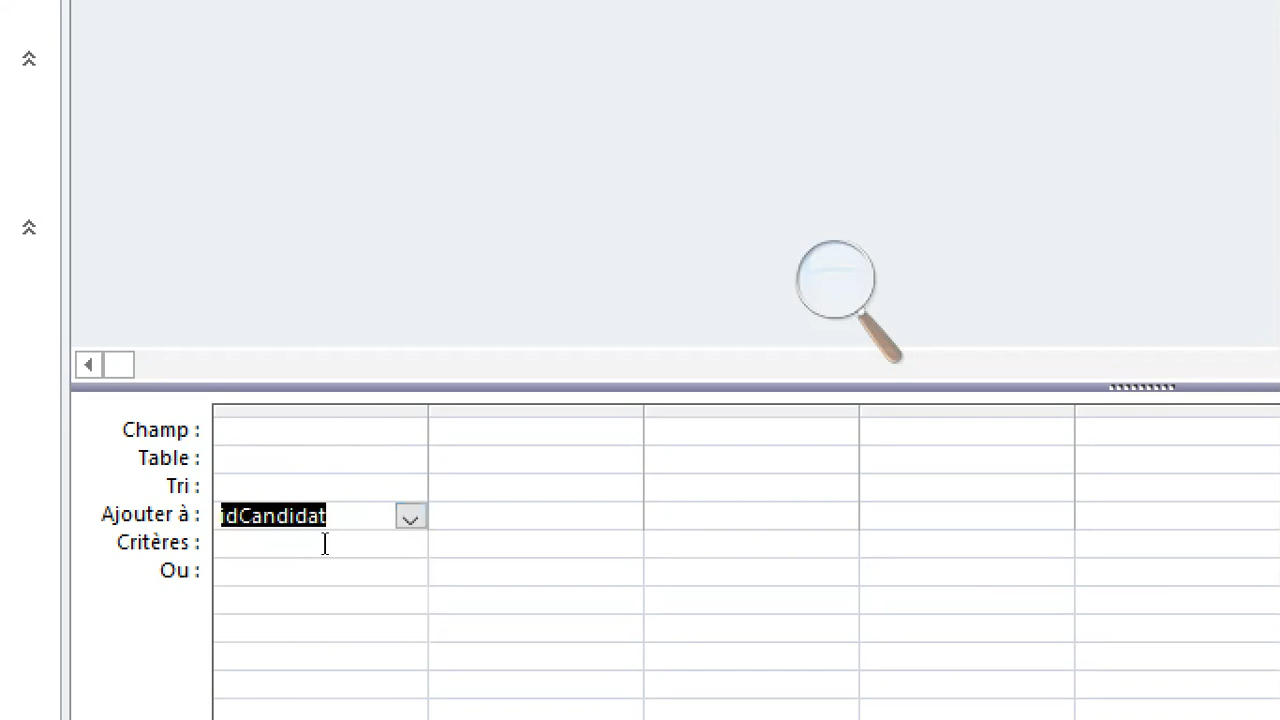 Champ :
Table :
Tri :
Ajouter à : idCandidat
Critères :
Ou :